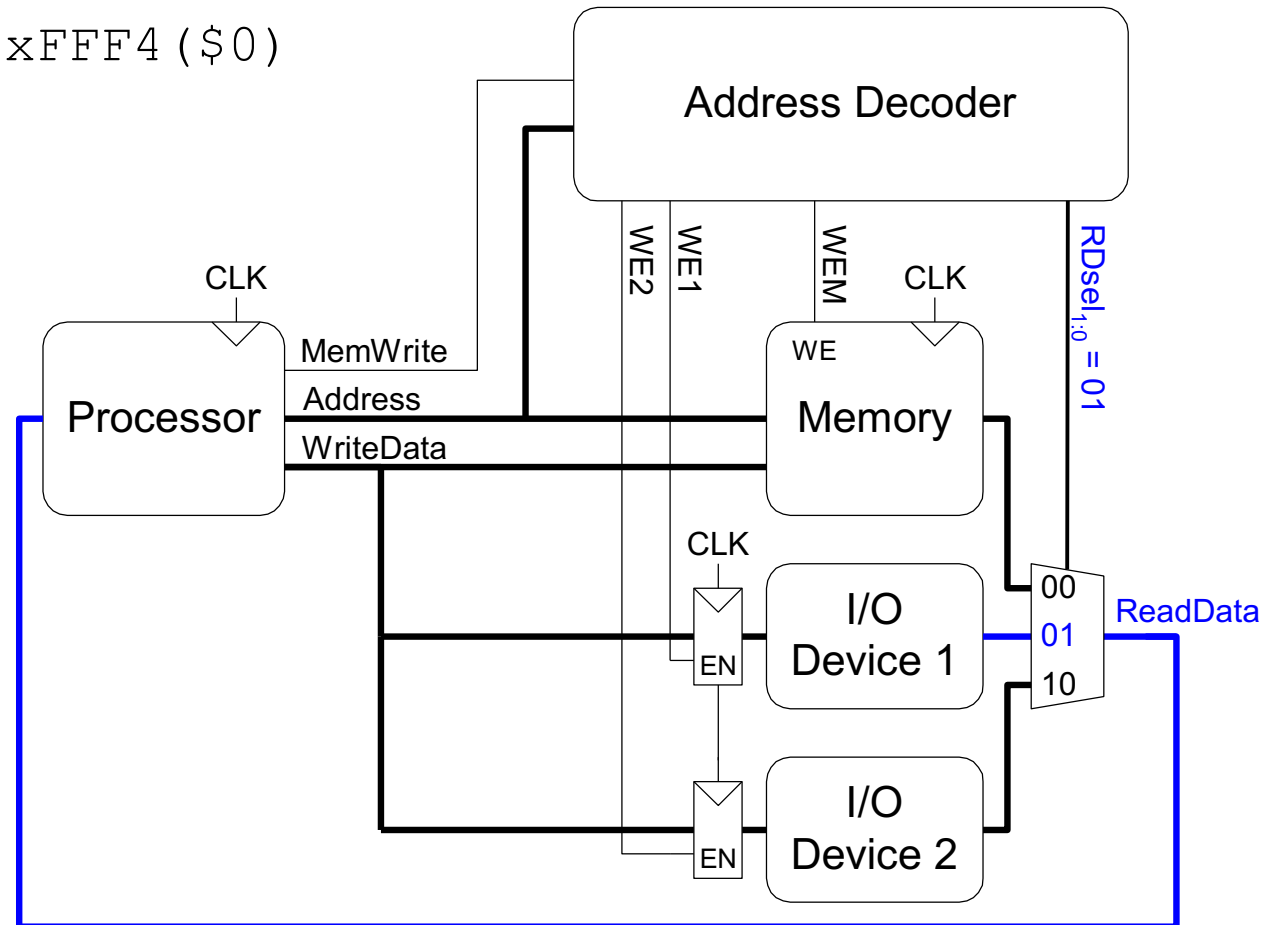 xFFF4($0)
Address Decoder
WE2
WE1
WEM
RDsel1:0 = 01
CLK
CLK
MemWrite
WE
Processor
Address
Memory
WriteData
CLK
I/O
Device 1
EN
00
01
10
ReadData
I/O
Device 2
EN